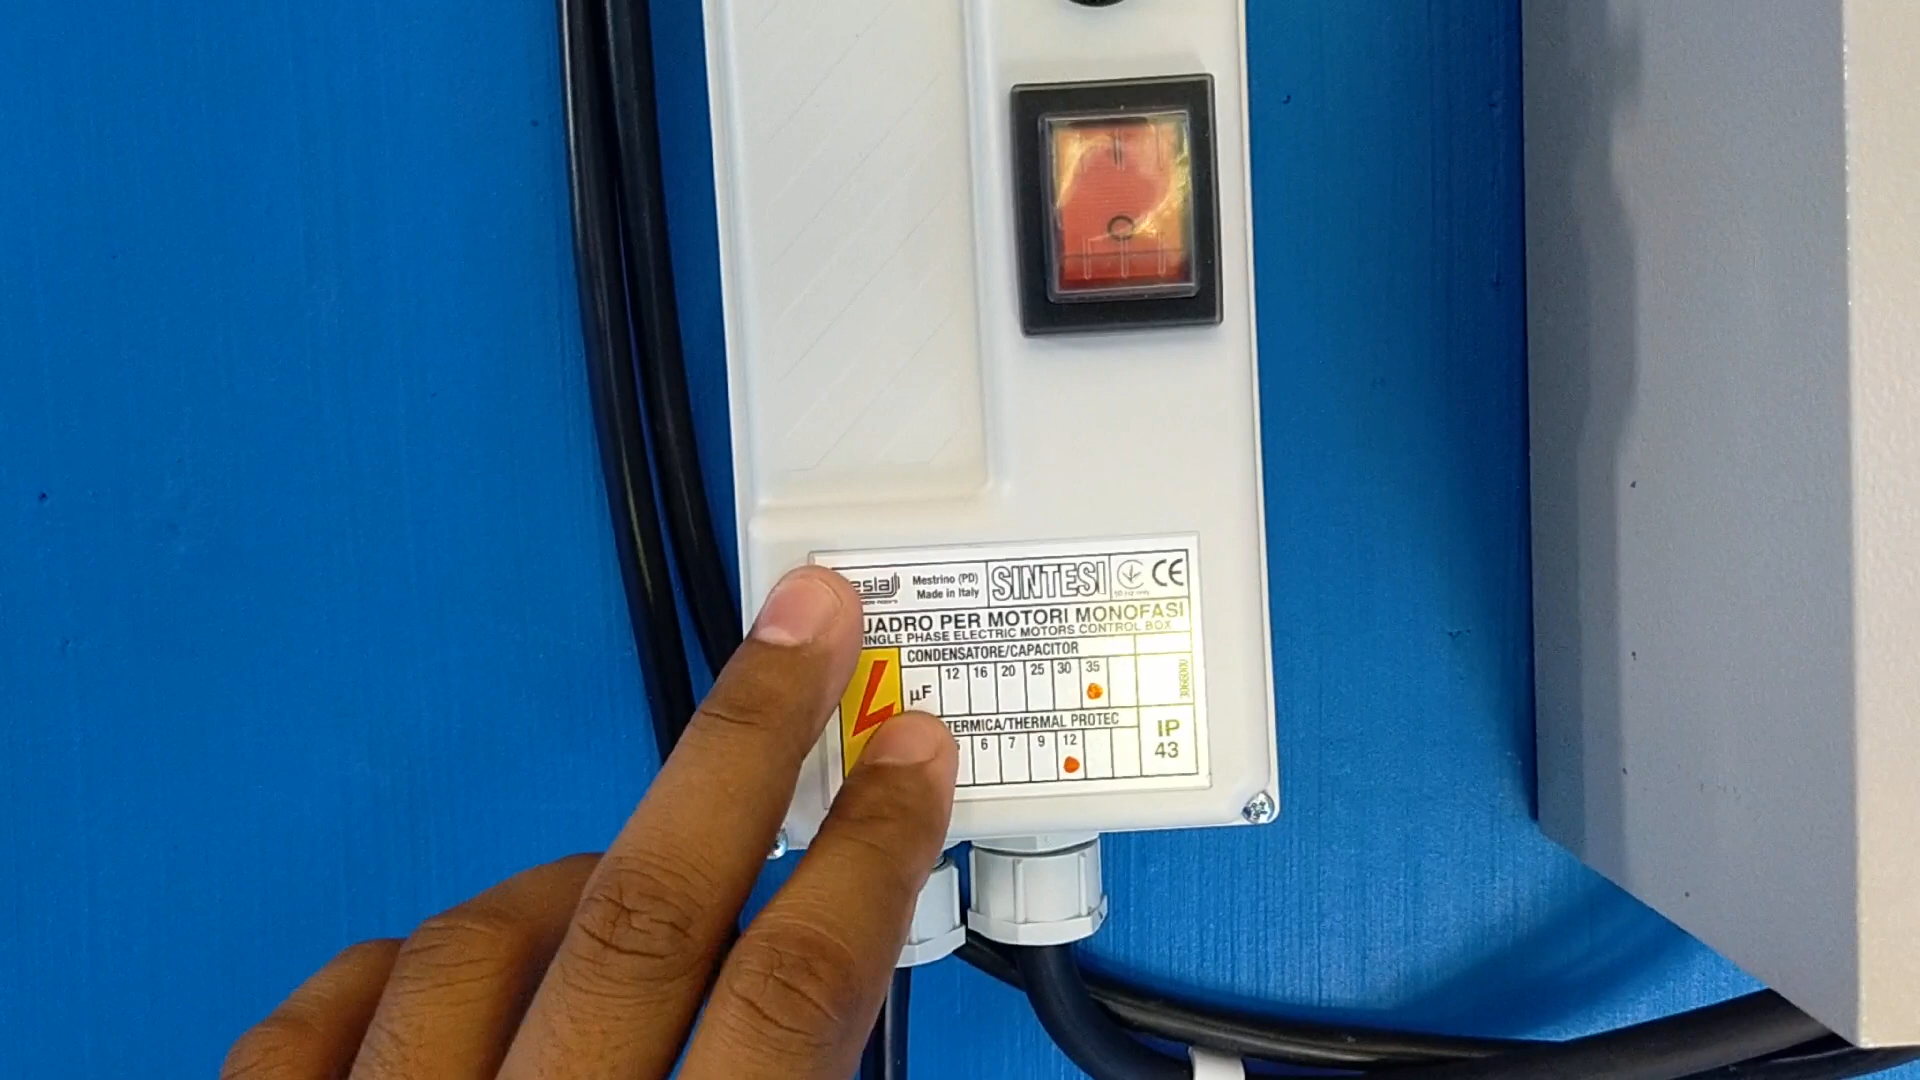 esla
Mestrino (PD)
Made in Italy
SINTESI
CE
UADRO PER MOTORI MONOFASI
INGLE PHASE ELECTRIC MOTORS CONTROL BOX
CONDENSATORE/CAPACITOR
µF 12 16 20 25 30 35
TERMICA/THERMAL PROTEC
6 7 9 12
IP
43